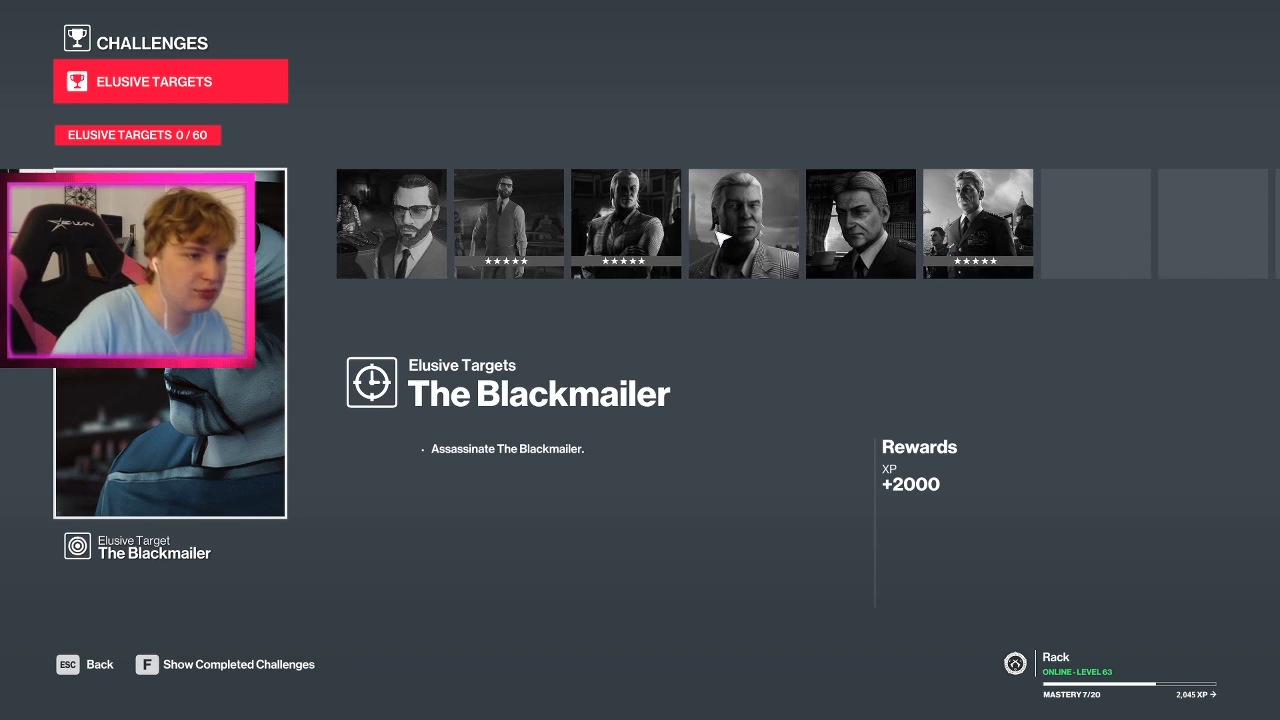 CHALLENGES
ELUSIVE TARGETS
ELUSIVE TARGETS 0 / 60
★★★★★
★★★★★
★★★★★
Elusive Targets
The Blackmailer
• Assassinate The Blackmailer.
Rewards
XP
+2000
Elusive Target
The Blackmailer
ESC Back
F Show Completed Challenges
Rack
ONLINE - LEVEL 63
MASTERY 7/20
2,045 XP →